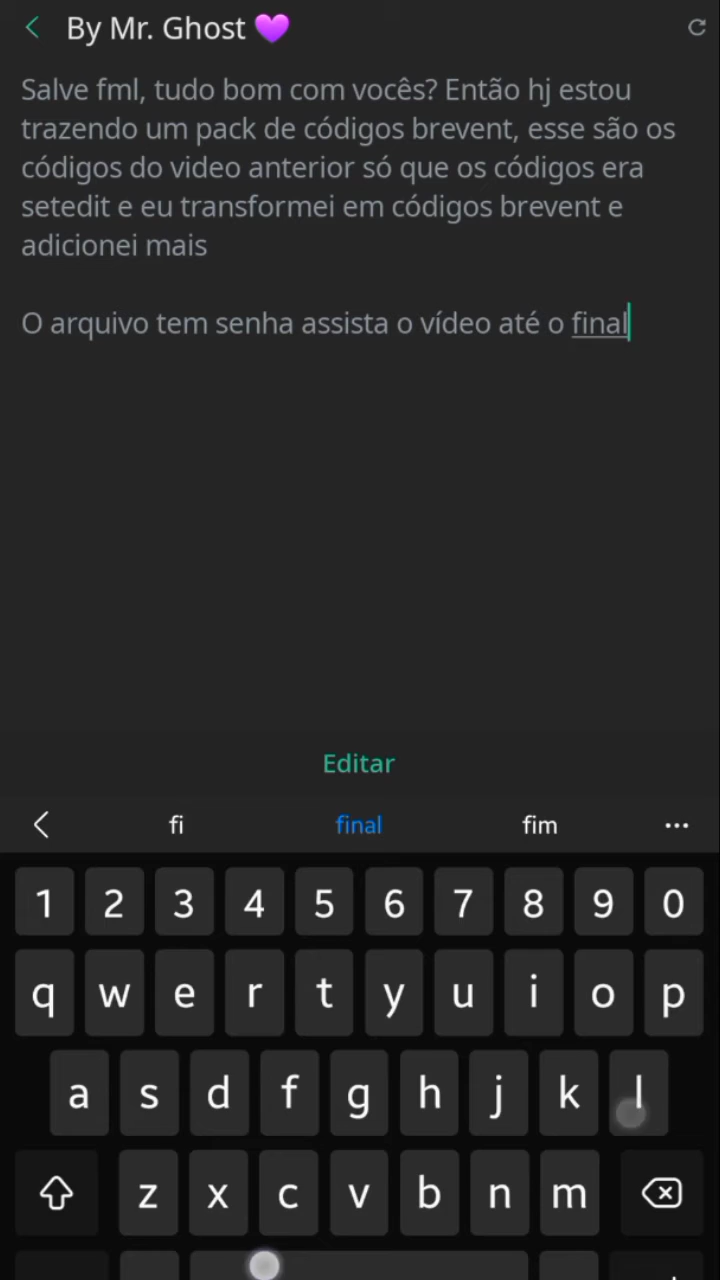 By Mr. Ghost 💜
Salve fml, tudo bom com vocês? Então hj estou
trazendo um pack de códigos brevent, esse são os
códigos do video anterior só que os códigos era
setedit e eu transformei em códigos brevent e
adicionei mais
O arquivo tem senha assista o vídeo até o final
Editar
fi final fim
1 2 3 4 5 6 7 8 9 0
q w e r t y u i o p
a s d f g h j k l
z x c v b n m